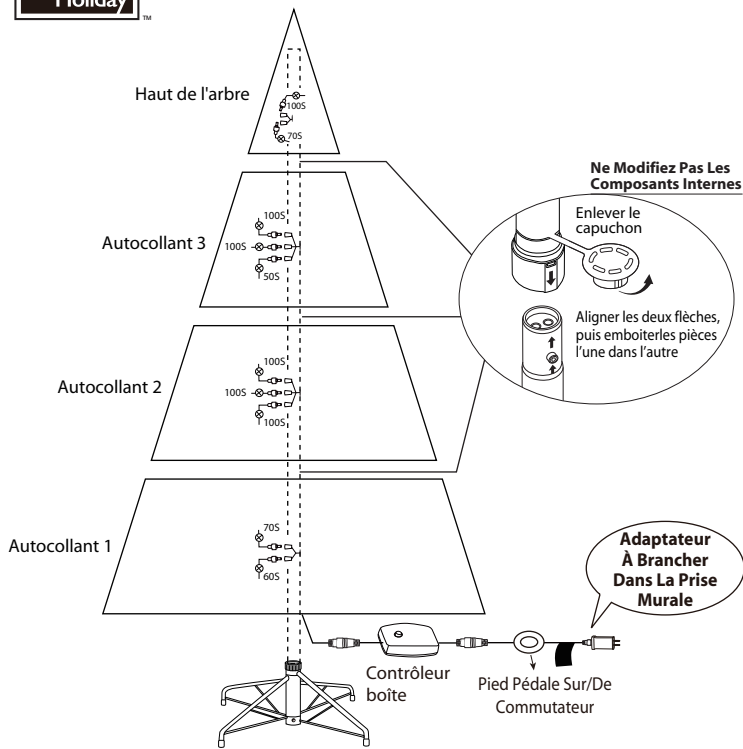 Holiday
TM
Haut de l'arbre
100S
70S
Ne Modifiez Pas Les
Composants Internes
Enlever le
capuchon
Aligner les deux flèches,
puis emboiterles pièces
l'une dans l'autre
Autocollant 3
100S
100S
50S
Autocollant 2
100S
100S
100S
Autocollant 1
70S
60S
Adaptateur
À Brancher
Dans La Prise
Murale
Contrôleur
boîte
Pied Pédale Sur/De
Commutateur